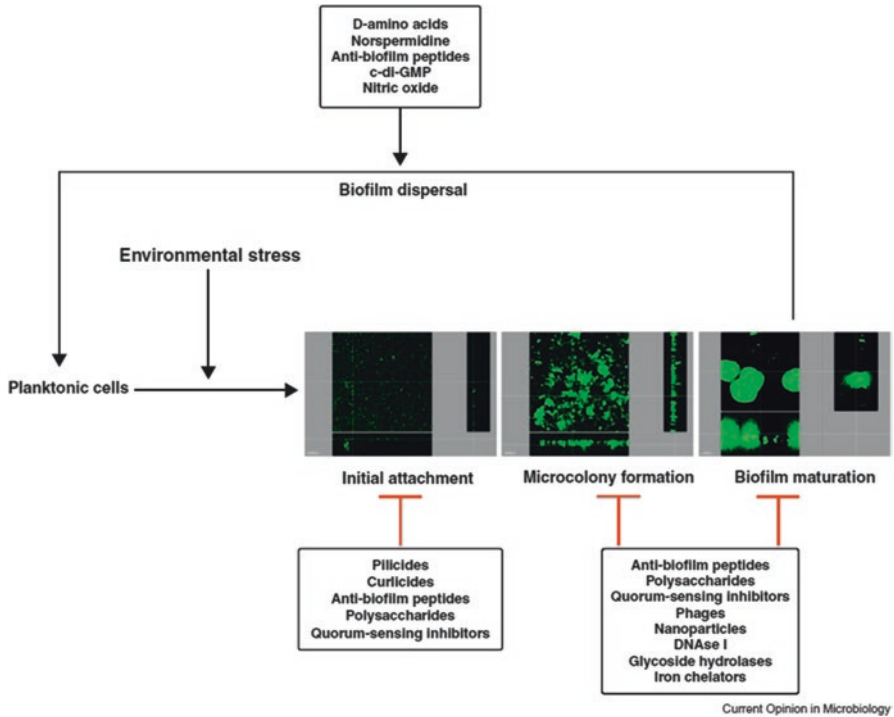 D-amino acids
Norspermidine
Anti-biofilm peptides
c-di-GMP
Nitric oxide
Biofilm dispersal
Environmental stress
Planktonic cells
Initial attachment
Microcolony formation
Biofilm maturation
Pilicides
Curlicides
Anti-biofilm peptides
Polysaccharides
Quorum-sensing inhibitors
Anti-biofilm peptides
Polysaccharides
Quorum-sensing inhibitors
Phages
Nanoparticles
DNAse I
Glycoside hydrolases
Iron chelators
Current Opinion in Microbiology